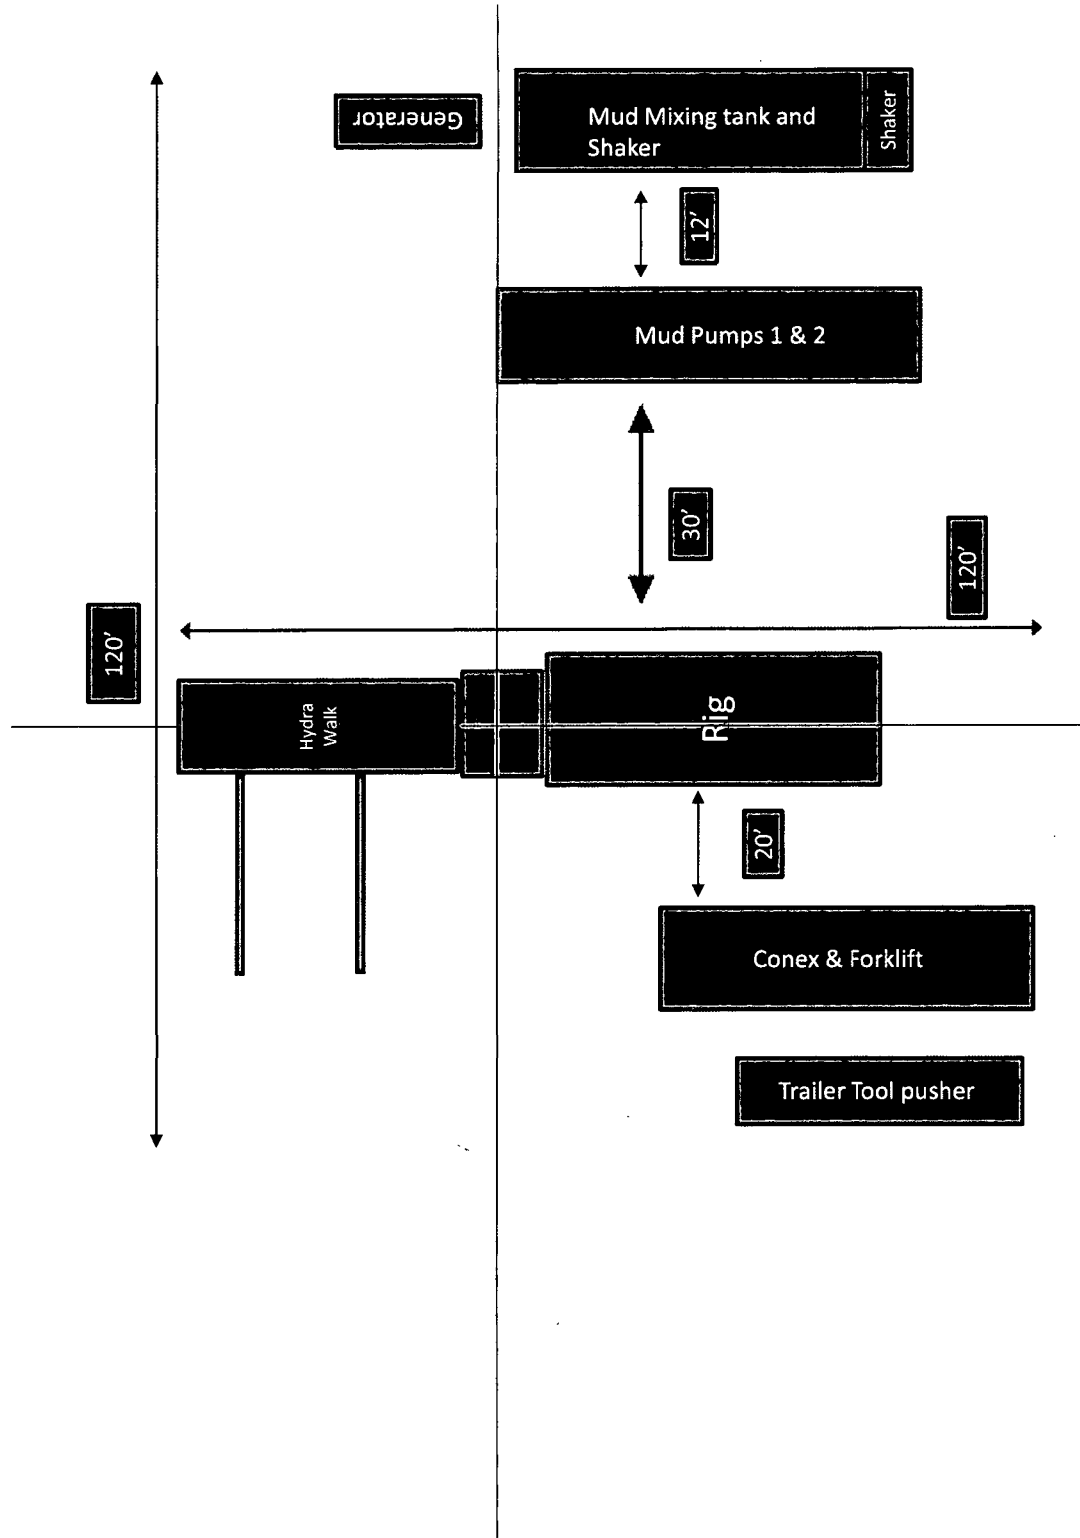 Generator
Mud Mixing tank and
Shaker
Shaker
12’
Mud Pumps 1 & 2
30’
120’
120’
Hydra
Walk
Rig
20’
Conex & Forklift
Trailer Tool pusher